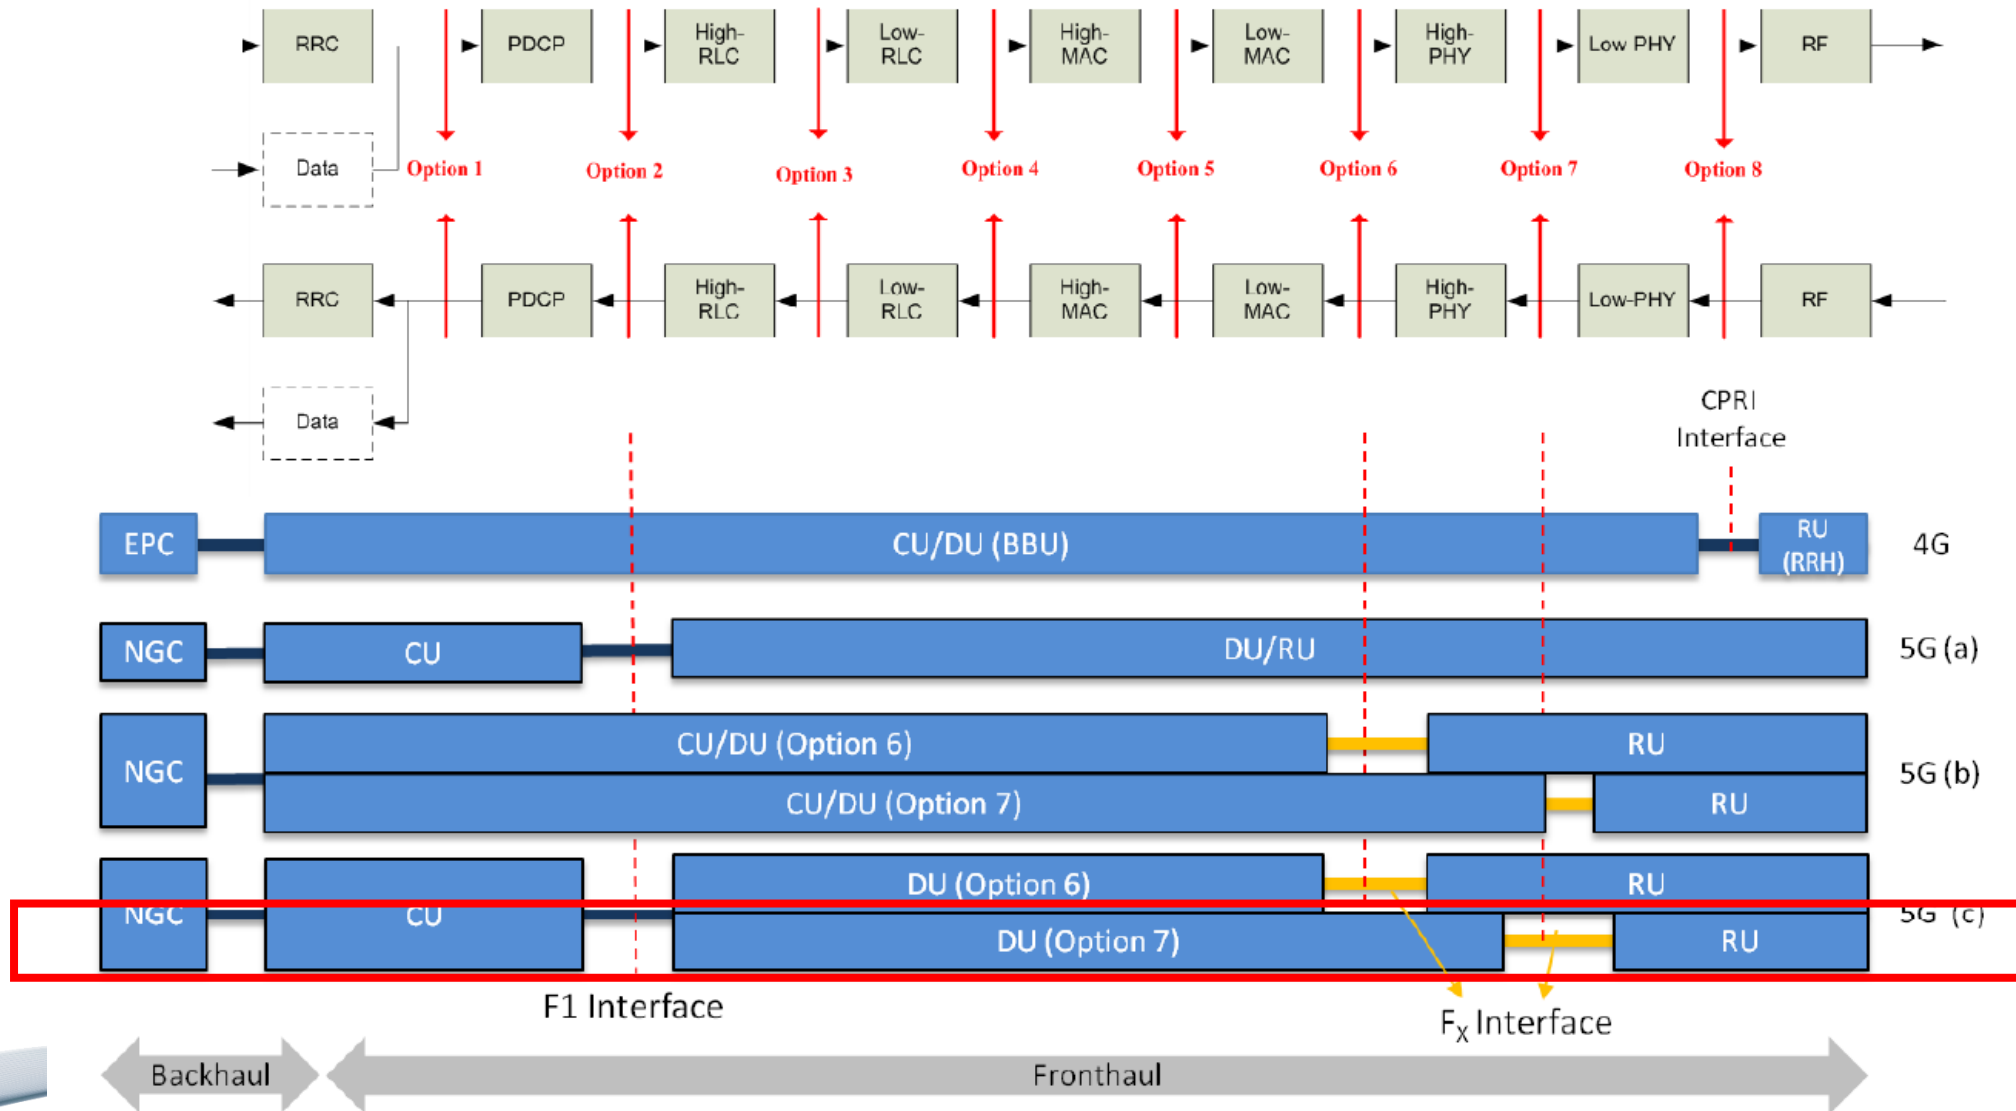 RRC
PDCP
High-
RLC
Low-
RLC
High-
MAC
Low-
MAC
High-
PHY
Low PHY
RF
Data
Option 1
Option 2
Option 3
Option 4
Option 5
Option 6
Option 7
Option 8
RRC
PDCP
High-
RLC
Low-
RLC
High-
MAC
Low-
MAC
High-
PHY
Low-PHY
RF
Data
CPRI
Interface
EPC
CU/DU (BBU)
RU
(RRH)
4G
NGC
CU
DU/RU
5G (a)
NGC
CU/DU (Option 6)
RU
CU/DU (Option 7)
RU
5G (b)
NGC
CU
DU (Option 6)
RU
DU (Option 7)
RU
5G (c)
F1 Interface
FX Interface
Backhaul
Fronthaul